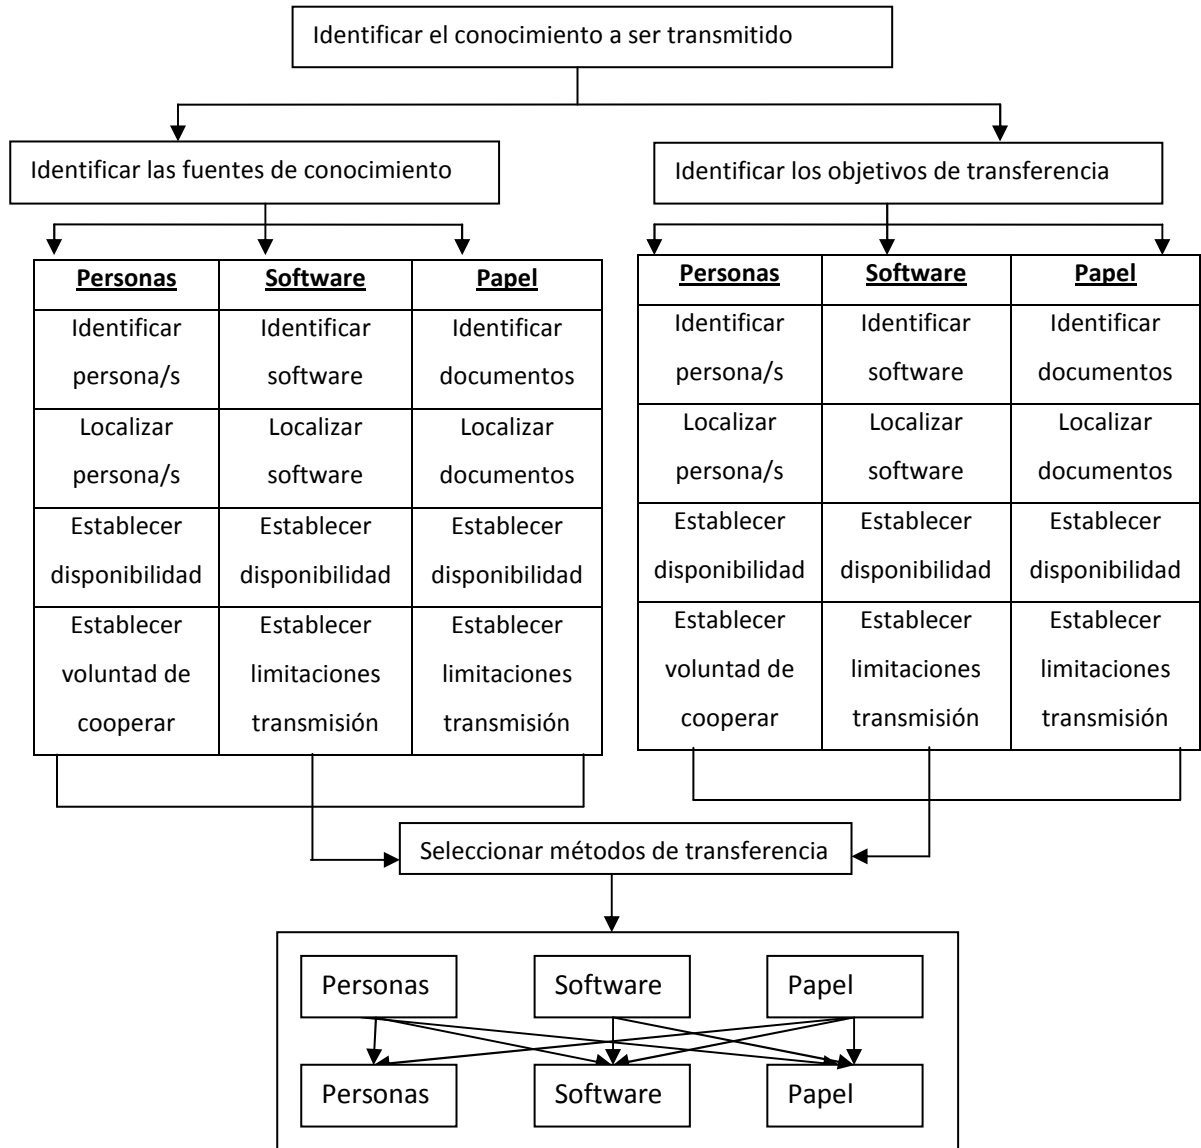 Identificar el conocimiento a ser transmitido
Identificar las fuentes de conocimiento
Identificar los objetivos de transferencia
Personas Software Papel
Identificar Identificar Identificar
persona/s software documentos
Localizar Localizar Localizar
persona/s software documentos
Establecer Establecer Establecer
disponibilidad disponibilidad disponibilidad
Establecer Establecer Establecer
voluntad de limitaciones limitaciones
cooperar transmisión transmisión
Personas Software Papel
Identificar Identificar Identificar
persona/s software documentos
Localizar Localizar Localizar
persona/s software documentos
Establecer Establecer Establecer
disponibilidad disponibilidad disponibilidad
Establecer Establecer Establecer
voluntad de limitaciones limitaciones
cooperar transmisión transmisión
Seleccionar métodos de transferencia
Personas Software Papel
Personas Software Papel